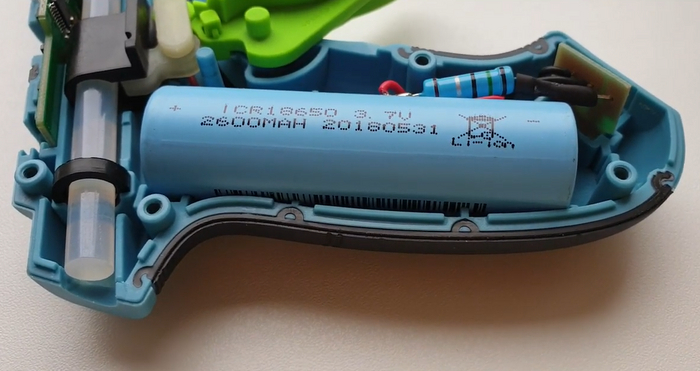 + ICR18650 3.7V -
2600MAH 20160531
Li-ion